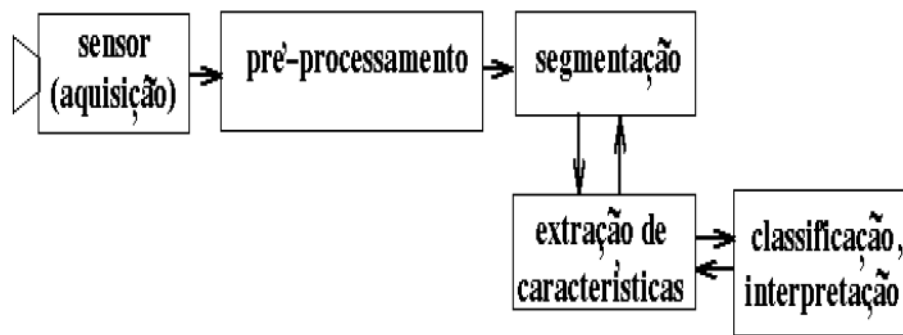 sensor
(aquisição)
pré-processamento
segmentação
extração de
características
classificação,
interpretação